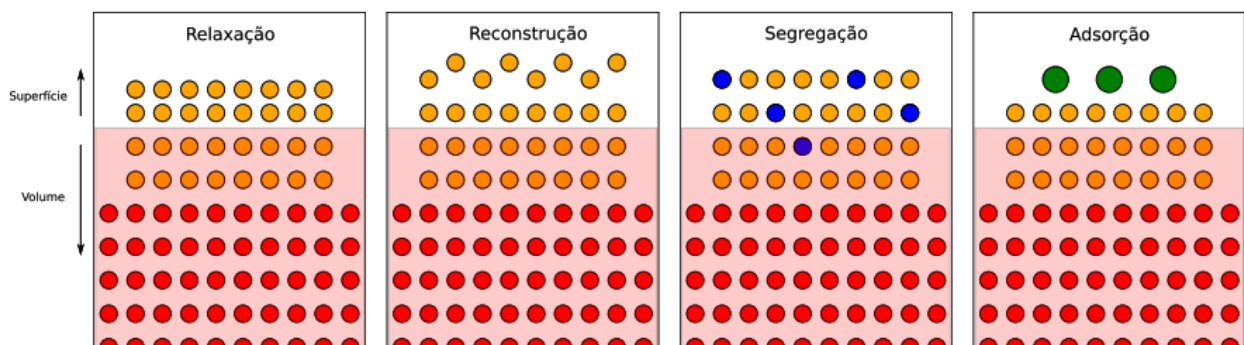 Relaxação
Reconstrução
Segregação
Adsorção
Superfície
Volume